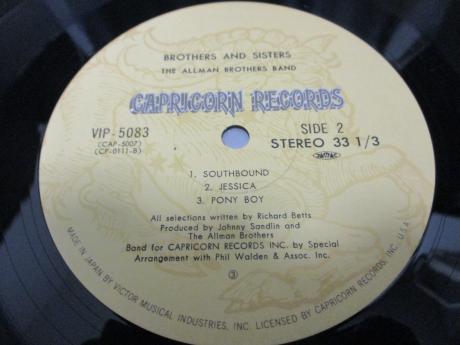 BROTHERS AND SISTERS
THE ALLMAN BROTHERS BAND
CAPRICORN RECORDS
VIP-5083
(CAP-5007)
(CP-0111-B)
SIDE 2
STEREO 33 1/3
1. SOUTHBOUND
2. JESSICA
3. PONY BOY
All selections written by Richard Betts
Produced by Johnny Sandlin and
The Allman Brothers
Band for CAPRICORN RECORDS INC. by Special
Arrangement with Phil Walden & Assoc. Inc.
③
MADE IN JAPAN BY VICTOR MUSICAL INDUSTRIES, INC. LICENSED BY CAPRICORN RECORDS, INC. U.S.A.